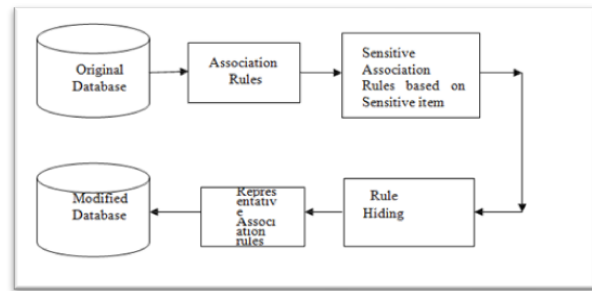 Original
Database
Association
Rules
Sensitive
Association
Rules based on
Sensitive item
Modified
Database
Repres
entativ
e
Associ
ation
rules
Rule
Hiding